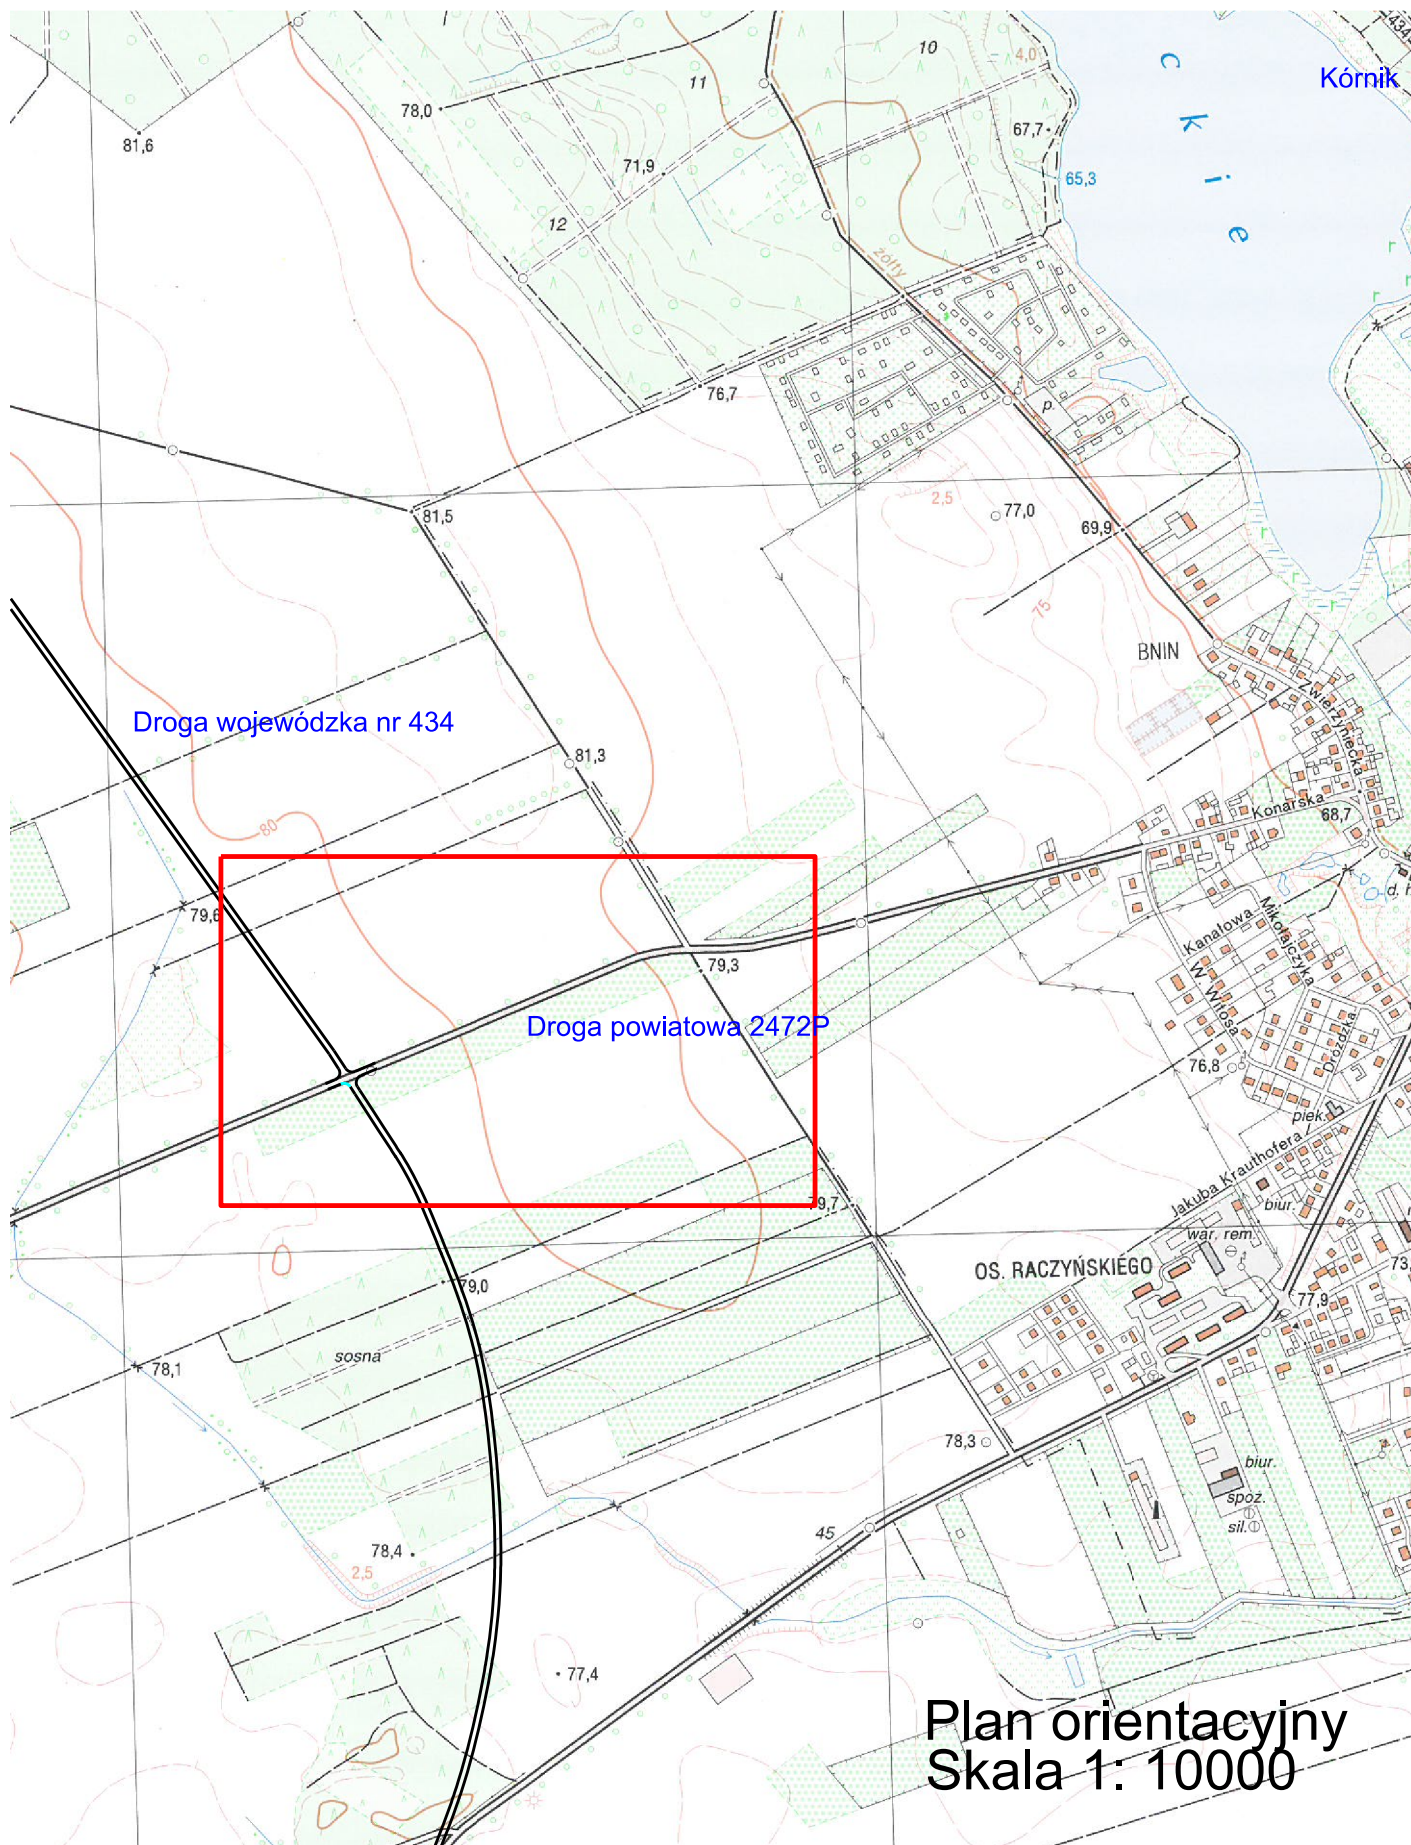 10
4,0
c
k
i
e
434
Kórnik
11
78,0
81,6
67,7
71,9
65,3
12
żółty
r
r
r
76,7
p.
81,5
2,5
77,0
69,9
r
r
r
75
BNIN
Zwierzyniecka
Droga wojewódzka nr 434
81,3
Konarska
68,7
80
79,6
d. r
Kanałowa
Mikołajczyka
W. Witosa
79,3
Droga powiatowa 2472P
Drózdzka
76,8
piek.
Jakuba Krauthofera
biur.
79,7
war. rem.
OS. RACZYŃSKIEGO
73,
79,0
77,9
sosna
78,1
78,3
biur.
spoż.
sil.
45
78,4
2,5
77,4
Plan orientacyjny
Skala 1: 10000